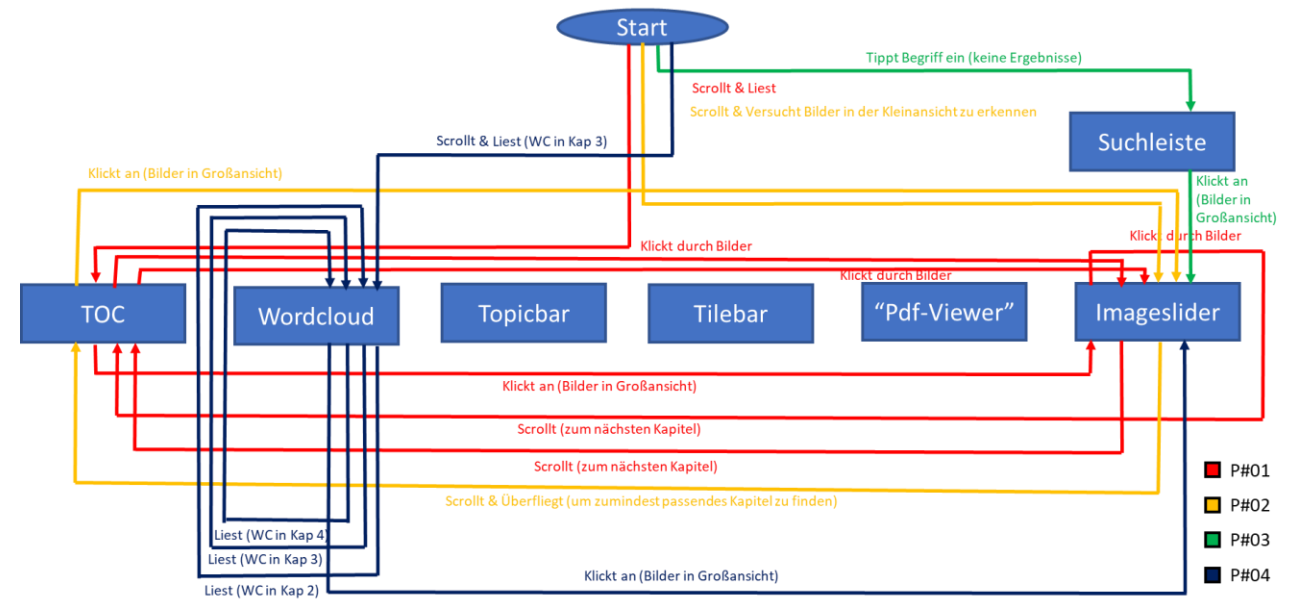 Start
Tippt Begriff ein (keine Ergebnisse)
Scrollt & Liest
Scrollt & Versucht Bilder in der Kleinansicht zu erkennen
Scrollt & Liest (WC in Kap 3)
Suchleiste
Klickt an (Bilder in Großansicht)
Klickt an
(Bilder in
Großansicht)
Klickt durch Bilder
Klickt durch Bilder
Klickt durch Bilder
TOC
Wordcloud
Topicbar
Tilebar
“Pdf-Viewer”
Imageslider
Klickt an (Bilder in Großansicht)
Scrollt (zum nächsten Kapitel)
Scrollt (zum nächsten Kapitel)
Scrollt & Überfliegt (um zumindest passendes Kapitel zu finden)
Liest (WC in Kap 4)
Liest (WC in Kap 3)
Liest (WC in Kap 2)
Klickt an (Bilder in Großansicht)
P#01
P#02
P#03
P#04